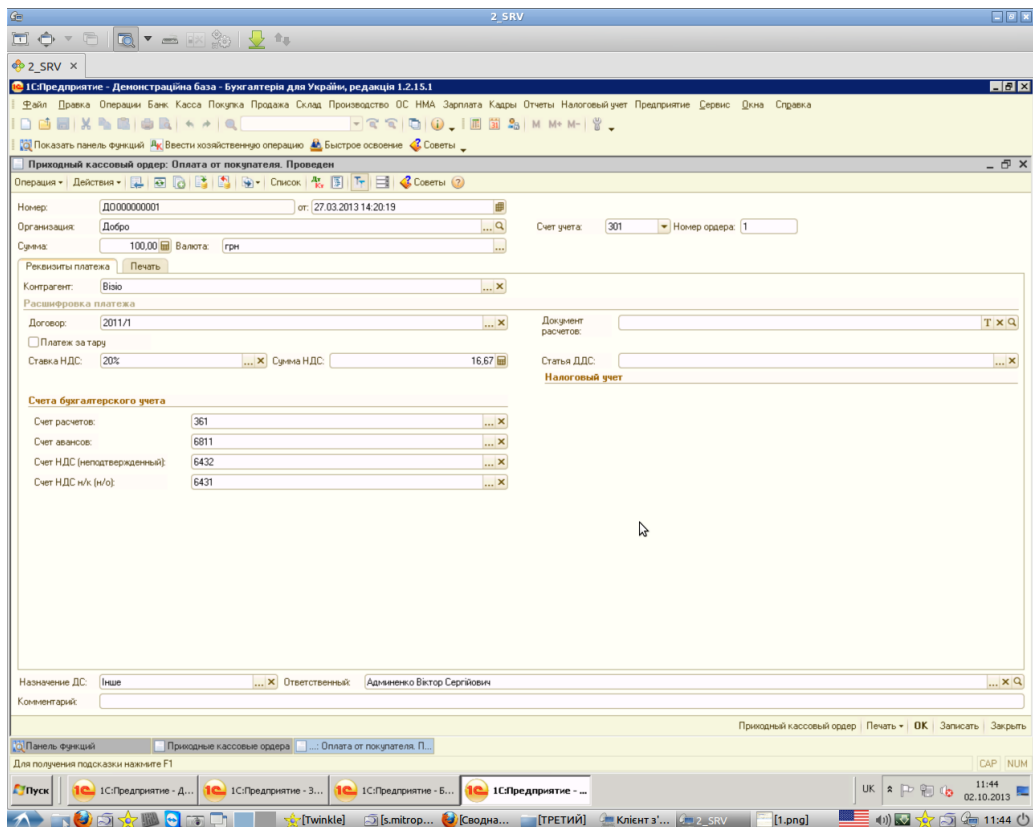 2_SRV
2_SRV ×
1С:Предприятие - Демонстраційна база - Бухгалтерія для України, редакція 1.2.15.1
Файл Правка Операции Банк Касса Покупка Продажа Склад Производство ОС НМА Зарплата Кадры Отчеты Налоговый учет Предприятие Сервис Окна Справка
М М+ М-
Показать панель функций Ввести хозяйственную операцию Быстрое освоение Советы
Приходный кассовый ордер: Оплата от покупателя. Проведен
Операция Действия Список Советы
Номер: ДО000000001 от: 27.03.2013 14:20:19
Организация: Добро ... Счет учета: 301 Номер ордера: 1
Сумма: 100,00 Валюта: грн ...
Реквизиты платежа Печать
Контрагент: Візіо ... ×
Расшифровка платежа
Договор: 2011/1 ... × Документ расчетов: T ×
Платеж за тару
Ставка НДС: 20% ... × Сумма НДС: 16,67 Статья ДДС: ... ×
Налоговый учет
Счета бухгалтерского учета
Счет расчетов: 361 ... ×
Счет авансов: 6811 ... ×
Счет НДС (неподтвержденный): 6432 ... ×
Счет НДС н/к (н/о): 6431 ... ×
Назначение ДС: Інше ... × Ответственный: Админенко Віктор Сергійович ... ×
Комментарий:
Приходный кассовый ордер Печать OK Записать Закрыть
Панель функций Приходные кассовые ордера ...: Оплата от покупателя. П...
Для получения подсказки нажмите F1 CAP NUM
Пуск 1С:Предприятие - Д... 1С:Предприятие - З... 1С:Предприятие - Б... 1С:Предприятие - ... UK 11:44
02.10.2013
[Twinkle] [s.mitrop... [Сводна... [ТРЕТИЙ] Клієнт з'... 2_SRV [1.png] 11:44